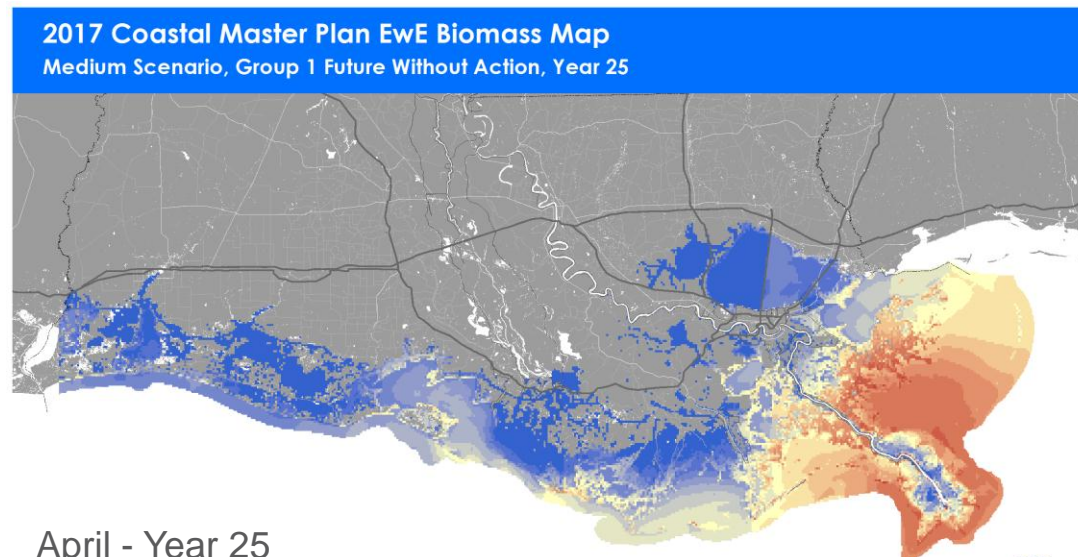 2017 Coastal Master Plan EwE Biomass Map
Medium Scenario, Group 1 Future Without Action, Year 25
April - Year 25